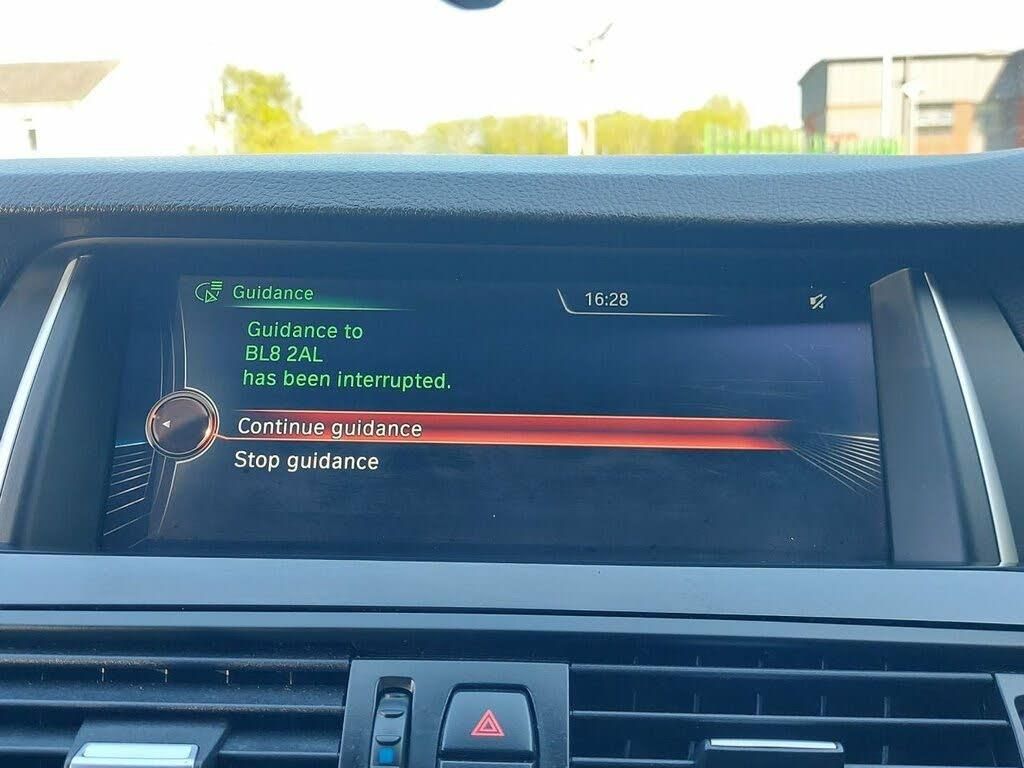 Guidance
16:28
Guidance to
BL8 2AL
has been interrupted.
Continue guidance
Stop guidance